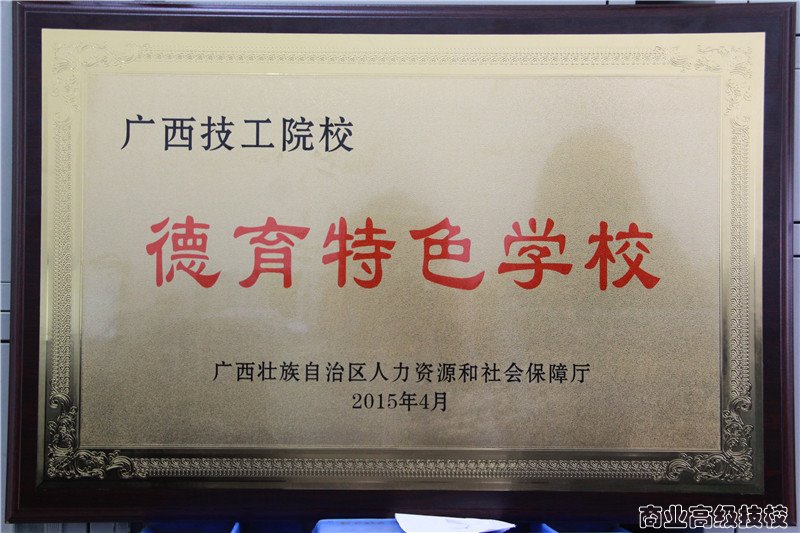 广西技工院校
德育特色学校
广西壮族自治区人力资源和社会保障厅
2015年4月
商业高级技校